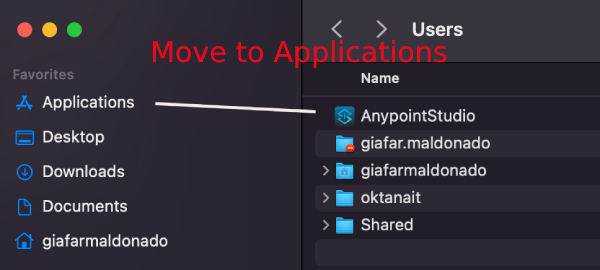 Users
Move to Applications
Favorites
Name
Applications
AnypointStudio
Desktop
giafar.maldonado
Downloads
giafarmaldonado
Documents
oktanait
giafarmaldonado
Shared